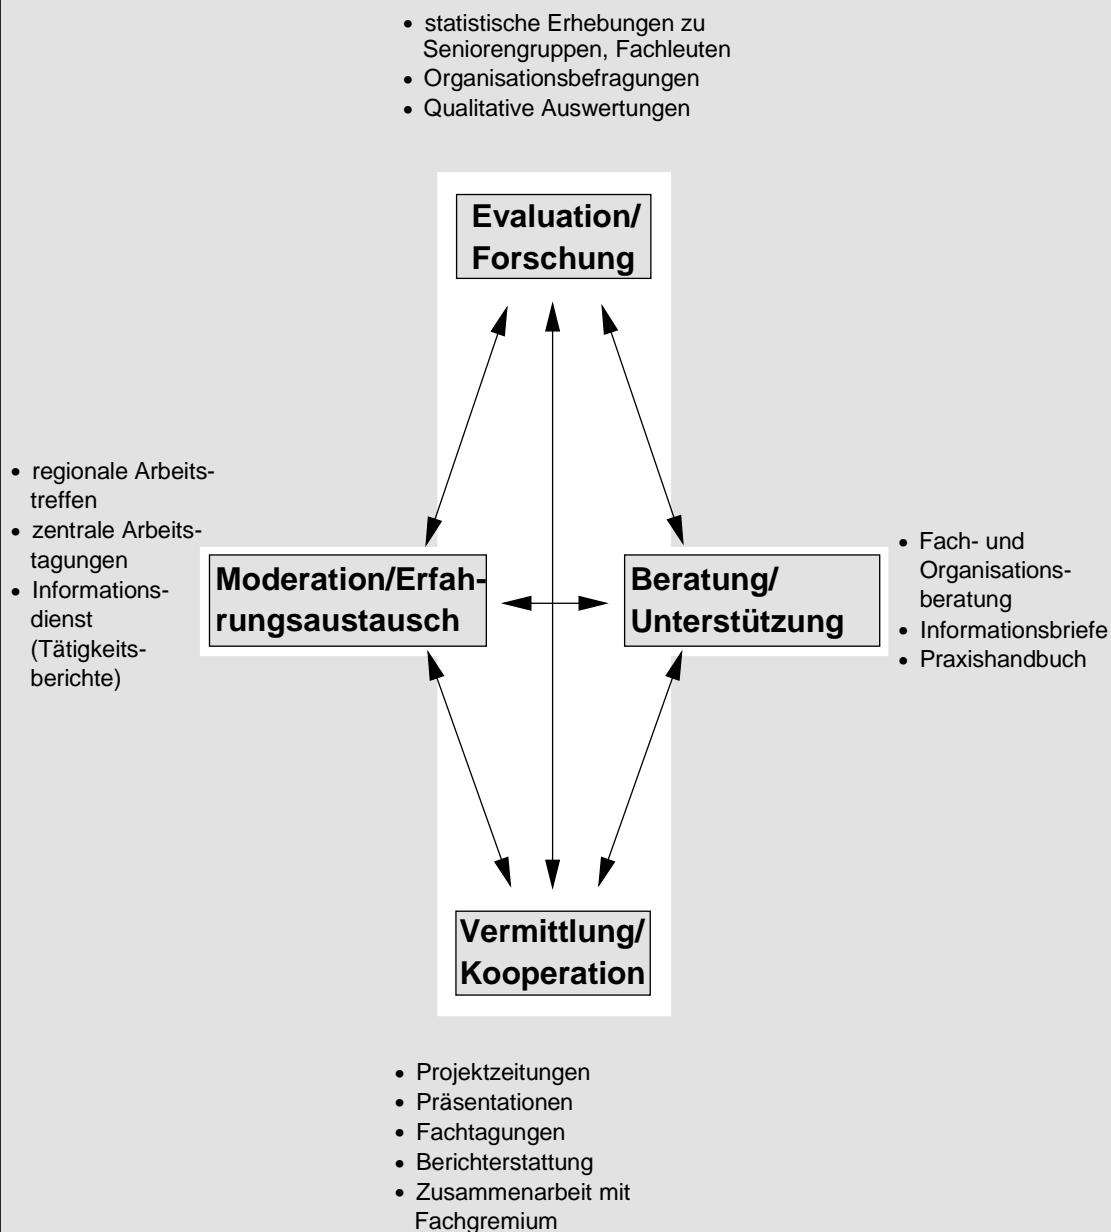 • statistische Erhebungen zu
Seniorengruppen, Fachleuten
• Organisationsbefragungen
• Qualitative Auswertungen
Evaluation/
Forschung
• regionale Arbeits-
treffen
• zentrale Arbeits-
tagungen
• Informations-
dienst
(Tätigkeits-
berichte)
Moderation/Erfah-
rungsaustausch
Beratung/
Unterstützung
• Fach- und
Organisations-
beratung
• Informationsbriefe
• Praxishandbuch
Vermittlung/
Kooperation
• Projektzeitungen
• Präsentationen
• Fachtagungen
• Berichterstattung
• Zusammenarbeit mit
Fachgremium